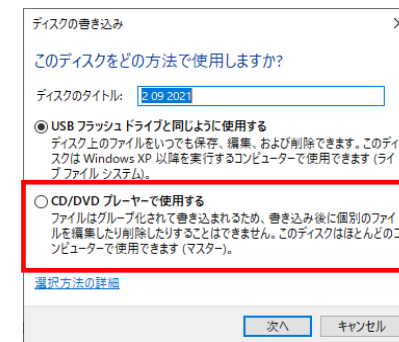 ディスクの書き込み
このディスクをどの方法で使用しますか?
ディスクのタイトル: 2 09 2021
USB フラッシュ ドライブと同じように使用する
ディスク上のファイルをいつでも保存、編集、および削除できます。このディ
スクは Windows XP 以降を実行するコンピューターで使用できます (ライ
ブ ファイル システム)。
CD/DVD プレーヤーで使用する
ファイルはグループ化されて書き込まれるため、書き込み後に個別のファイ
ルを編集したり削除したりすることはできません。このディスクはほとんどのコ
ンピューターで使用できます (マスター)。
選択方法の詳細
次へ キャンセル